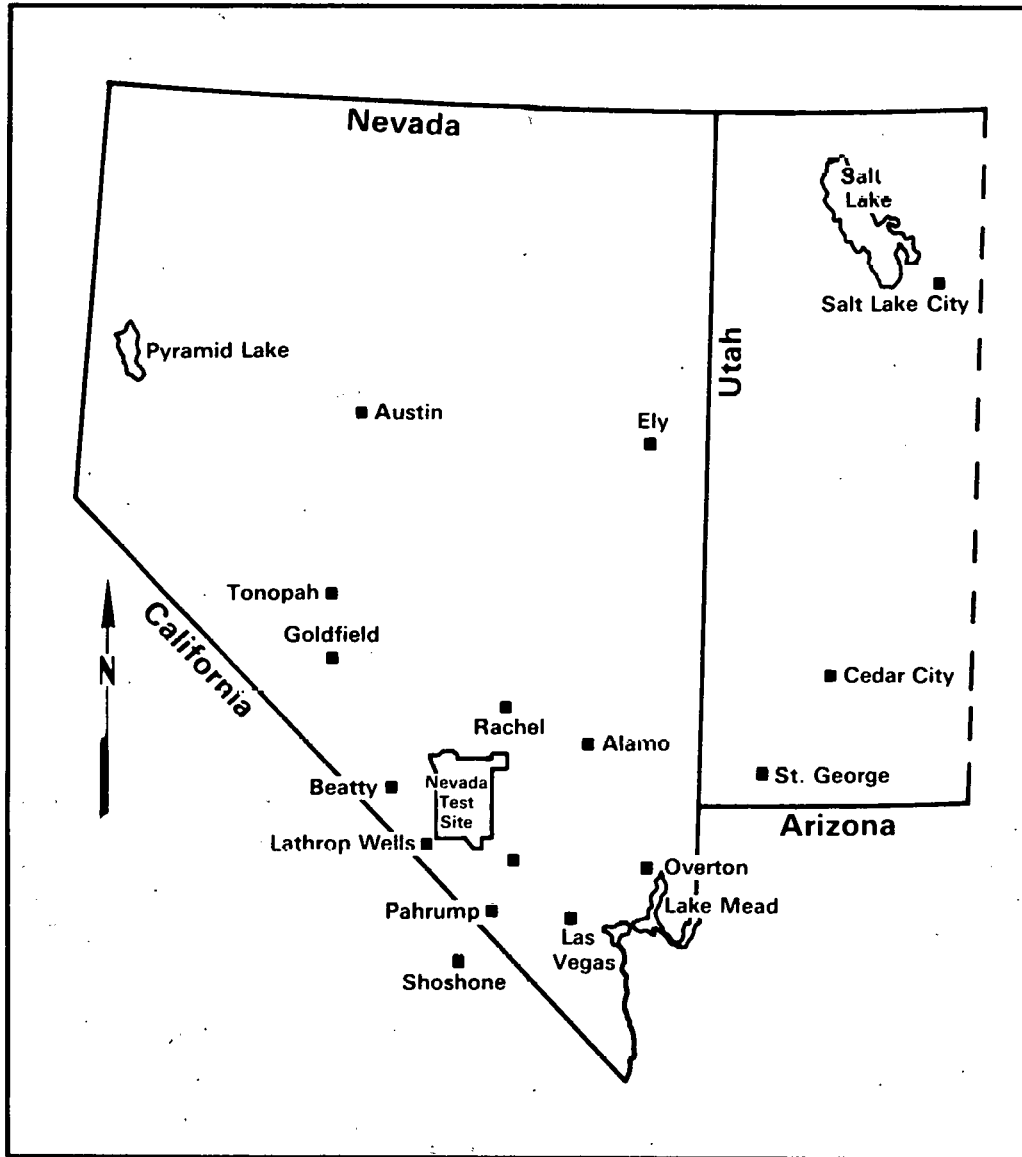 Nevada
Salt
Lake
Salt Lake City
Utah
Pyramid Lake
Austin
Ely
Tonopah
Goldfield
California
N
Cedar City
Rachel
Alamo
St. George
Beatty
Nevada
Test
Site
Arizona
Lathrop Wells
Overton
Lake Mead
Pahrump
Las
Vegas
Shoshone